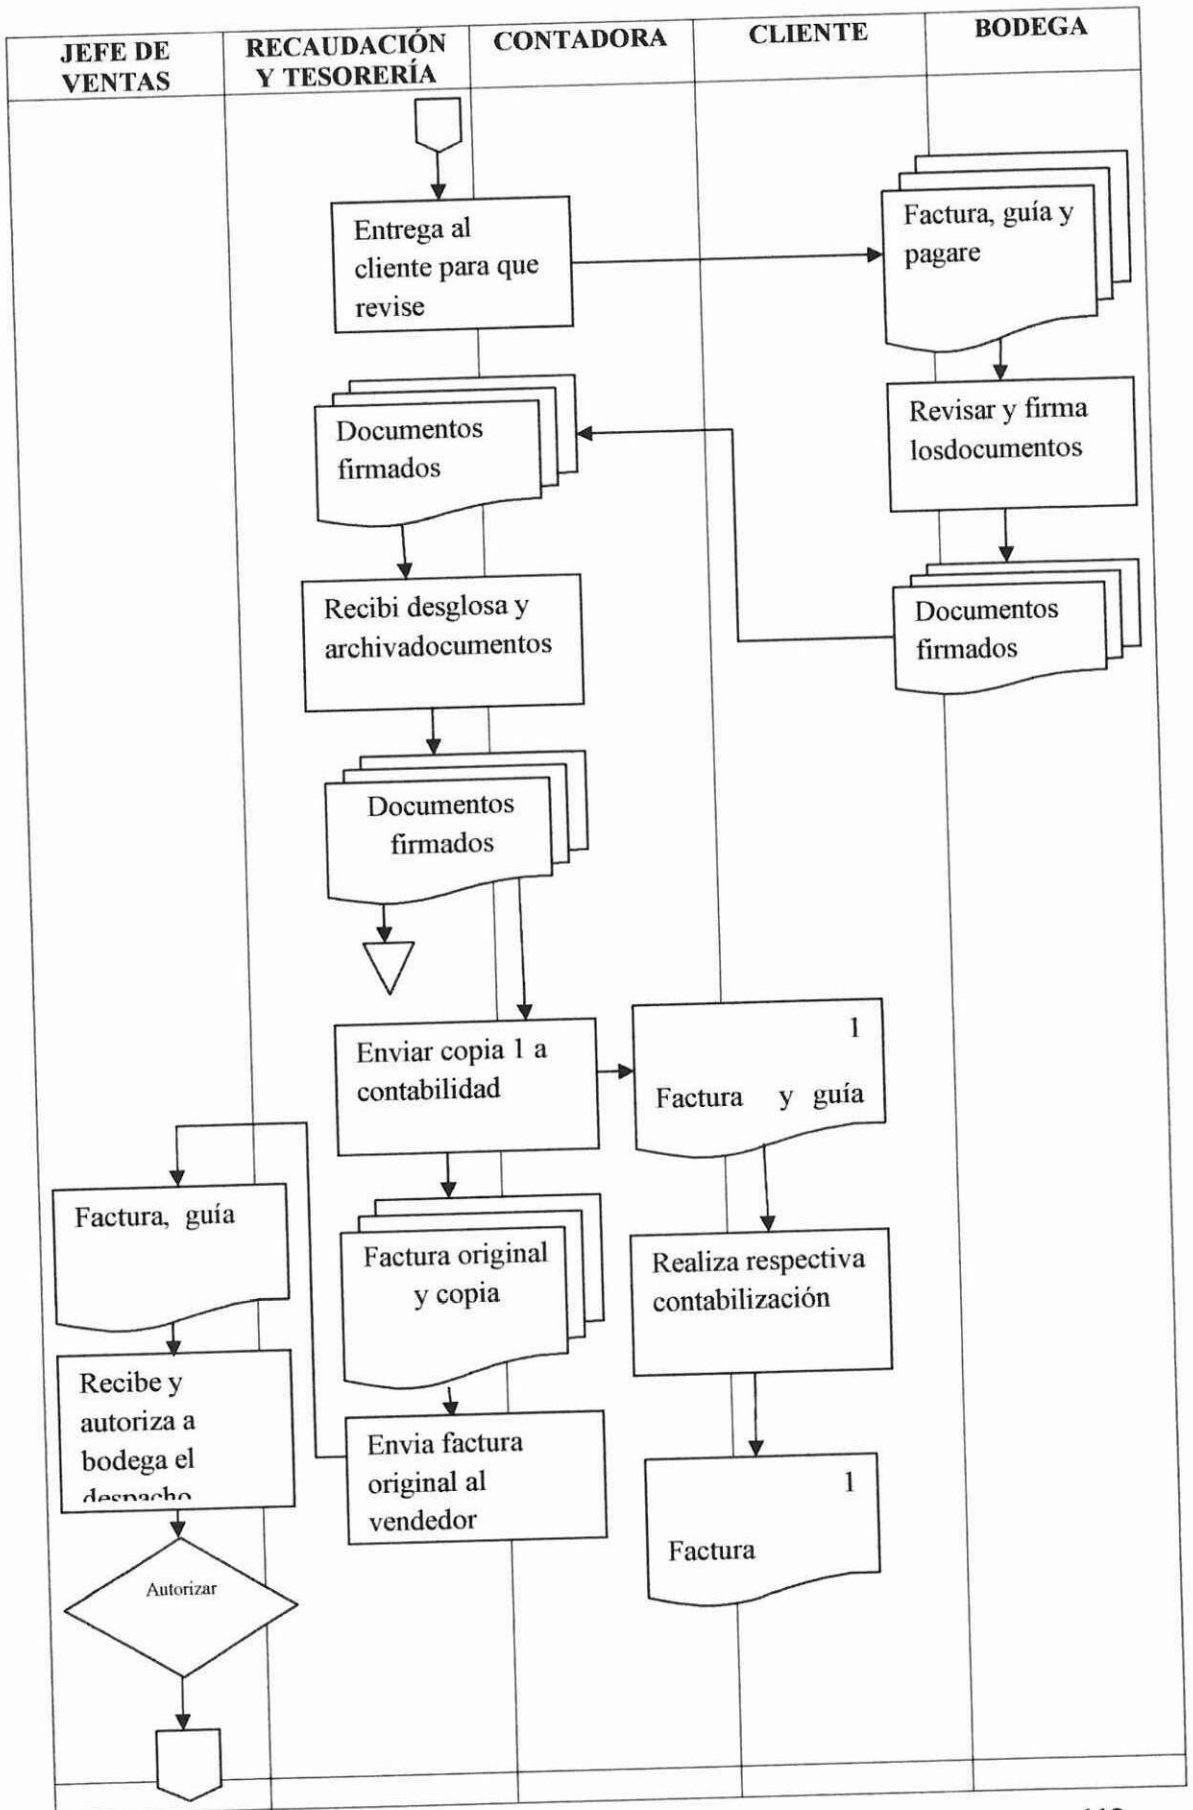 JEFE DE
VENTAS
RECAUDACIÓN
Y TESORERÍA
CONTADORA
CLIENTE
BODEGA
Entrega al
cliente para que
revise
Factura, guía y
pagare
Revisar y firma
losdocumentos
Documentos
firmados
Documentos
firmados
Recibi desglosa y
archivadocumentos
Documentos
firmados
Enviar copia 1 a
contabilidad
1
Factura y guía
Factura, guía
Factura original
y copia
Realiza respectiva
contabilización
Recibe y
autoriza a
bodega el
despacho
Envia factura
original al
vendedor
1
Factura
Autorizar